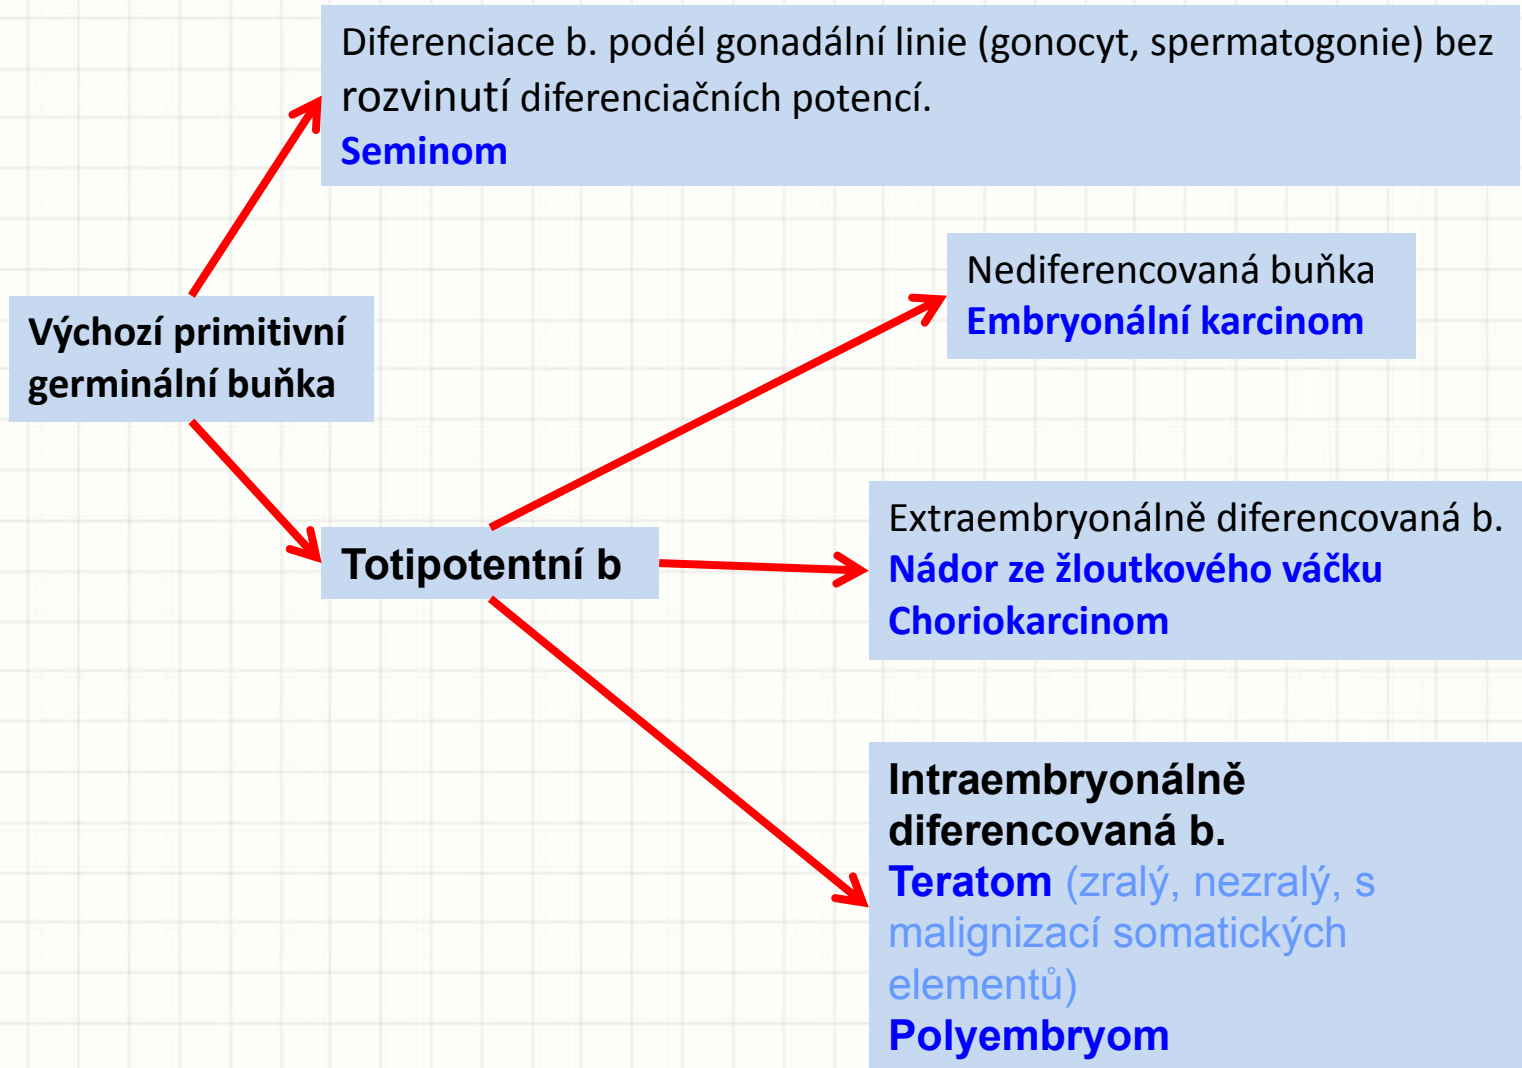 Diferenciace b. podél gonadální linie (gonocyt, spermatogonie) bez
rozvinutí diferenciačních potencí.
Seminom
Nediferencovaná buňka
Embryonální karcinom
Výchozí primitivní
germinální buňka
Extraembryonálně diferencovaná b.
Nádor ze žloutkového váčku
Choriokarcinom
Totipotentní b
Intraembryonálně
diferencovaná b.
Teratom (zralý, nezralý, s
malignizací somatických
elementů)
Polyembryom